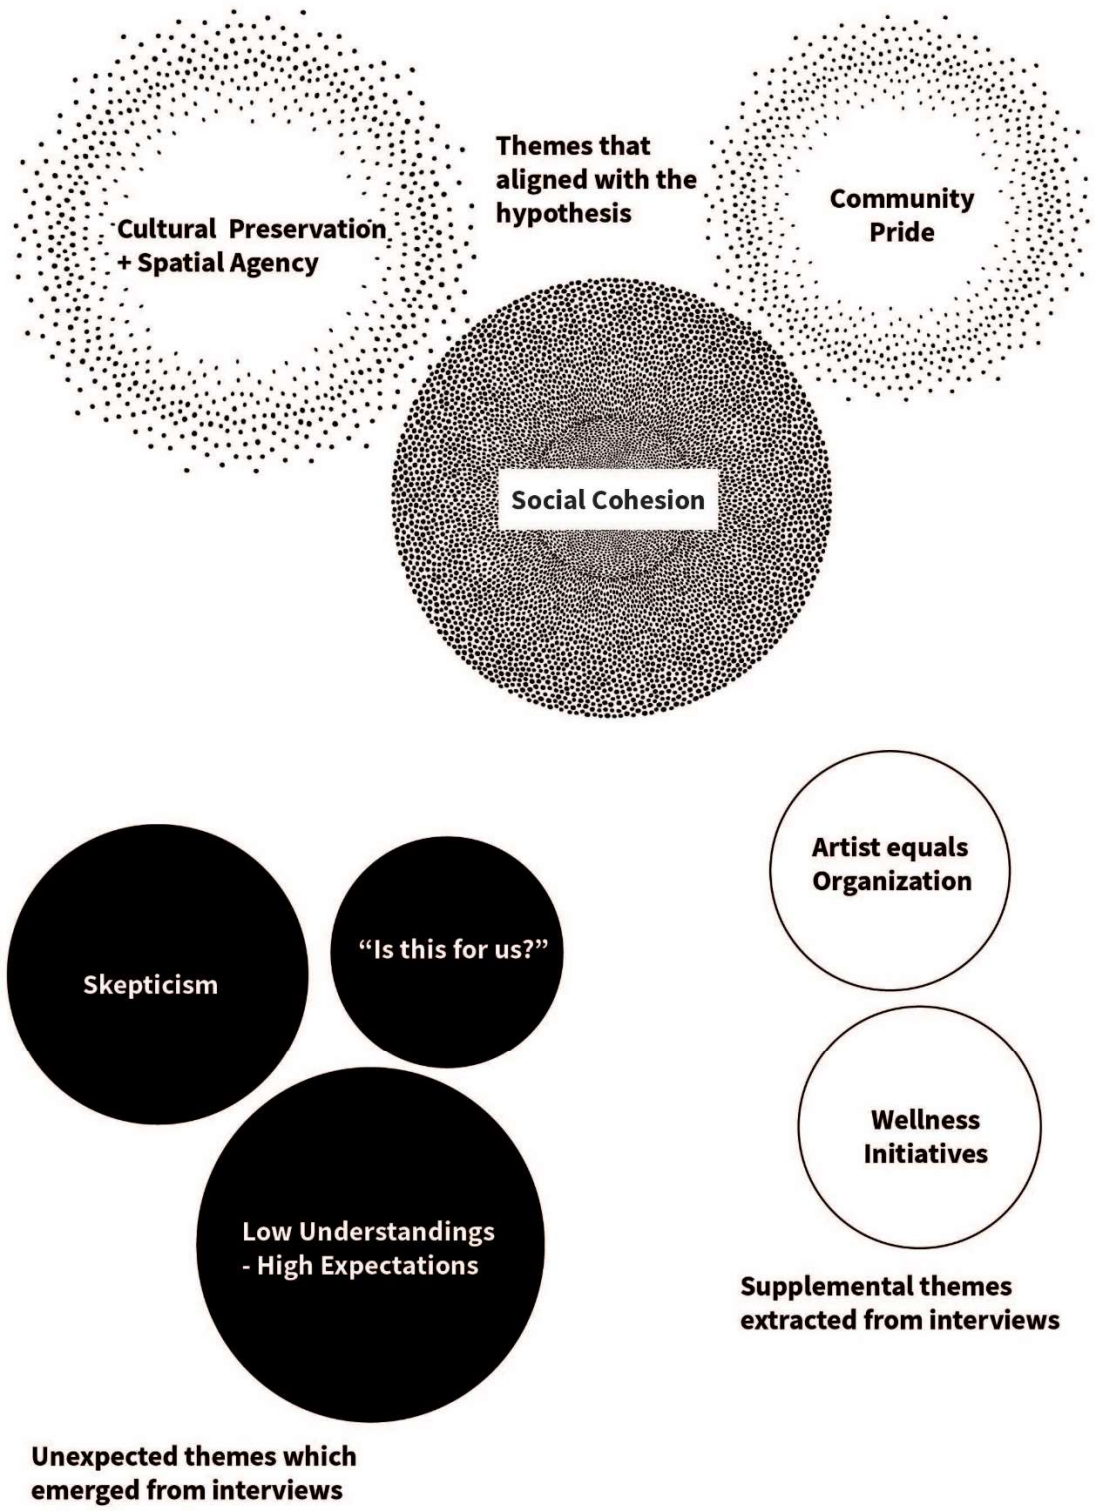 Themes that
aligned with the
hypothesis
Cultural Preservation
+ Spatial Agency
Community
Pride
Social Cohesion
Skepticism
“Is this for us?”
Low Understandings
- High Expectations
Unexpected themes which
emerged from interviews
Artist equals
Organization
Wellness
Initiatives
Supplemental themes
extracted from interviews